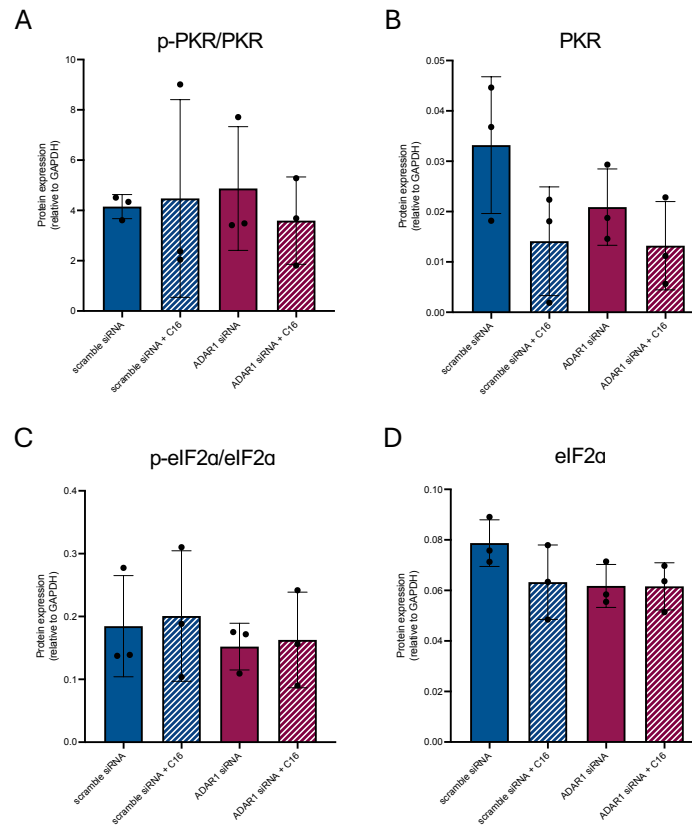 A
p-PKR/PKR
Protein expression
(relative to GAPDH)
10
8
6
4
2
0
scramble siRNA
scramble siRNA + C16
ADAR1 siRNA
ADAR1 siRNA + C16
B
PKR
Protein expression
(relative to GAPDH)
0.05
0.04
0.03
0.02
0.01
0.00
scramble siRNA
scramble siRNA + C16
ADAR1 siRNA
ADAR1 siRNA + C16
C
p-eIF2α/eIF2α
Protein expression
(relative to GAPDH)
0.4
0.3
0.2
0.1
0.0
scramble siRNA
scramble siRNA + C16
ADAR1 siRNA
ADAR1 siRNA + C16
D
eIF2α
Protein expression
(relative to GAPDH)
0.10
0.08
0.06
0.04
0.02
0.00
scramble siRNA
scramble siRNA + C16
ADAR1 siRNA
ADAR1 siRNA + C16